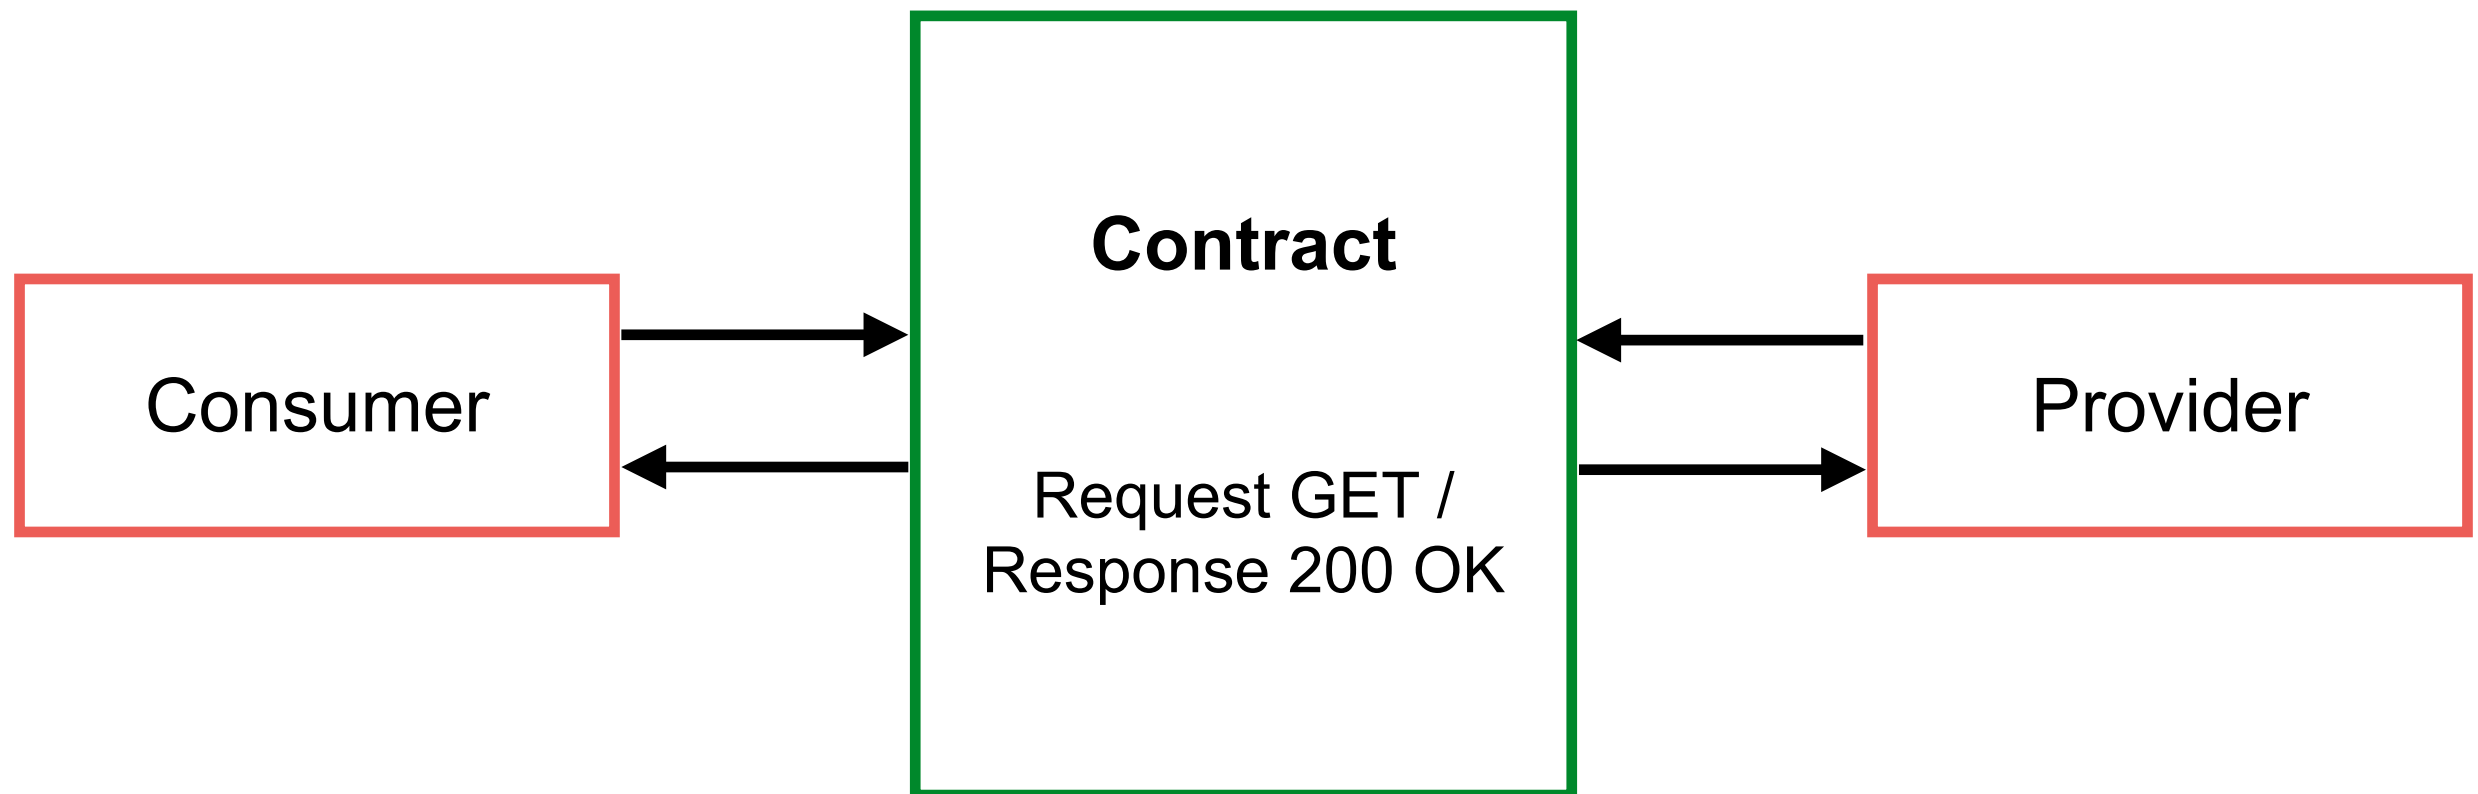 Contract
Consumer
Provider
Request GET /
Response 200 OK